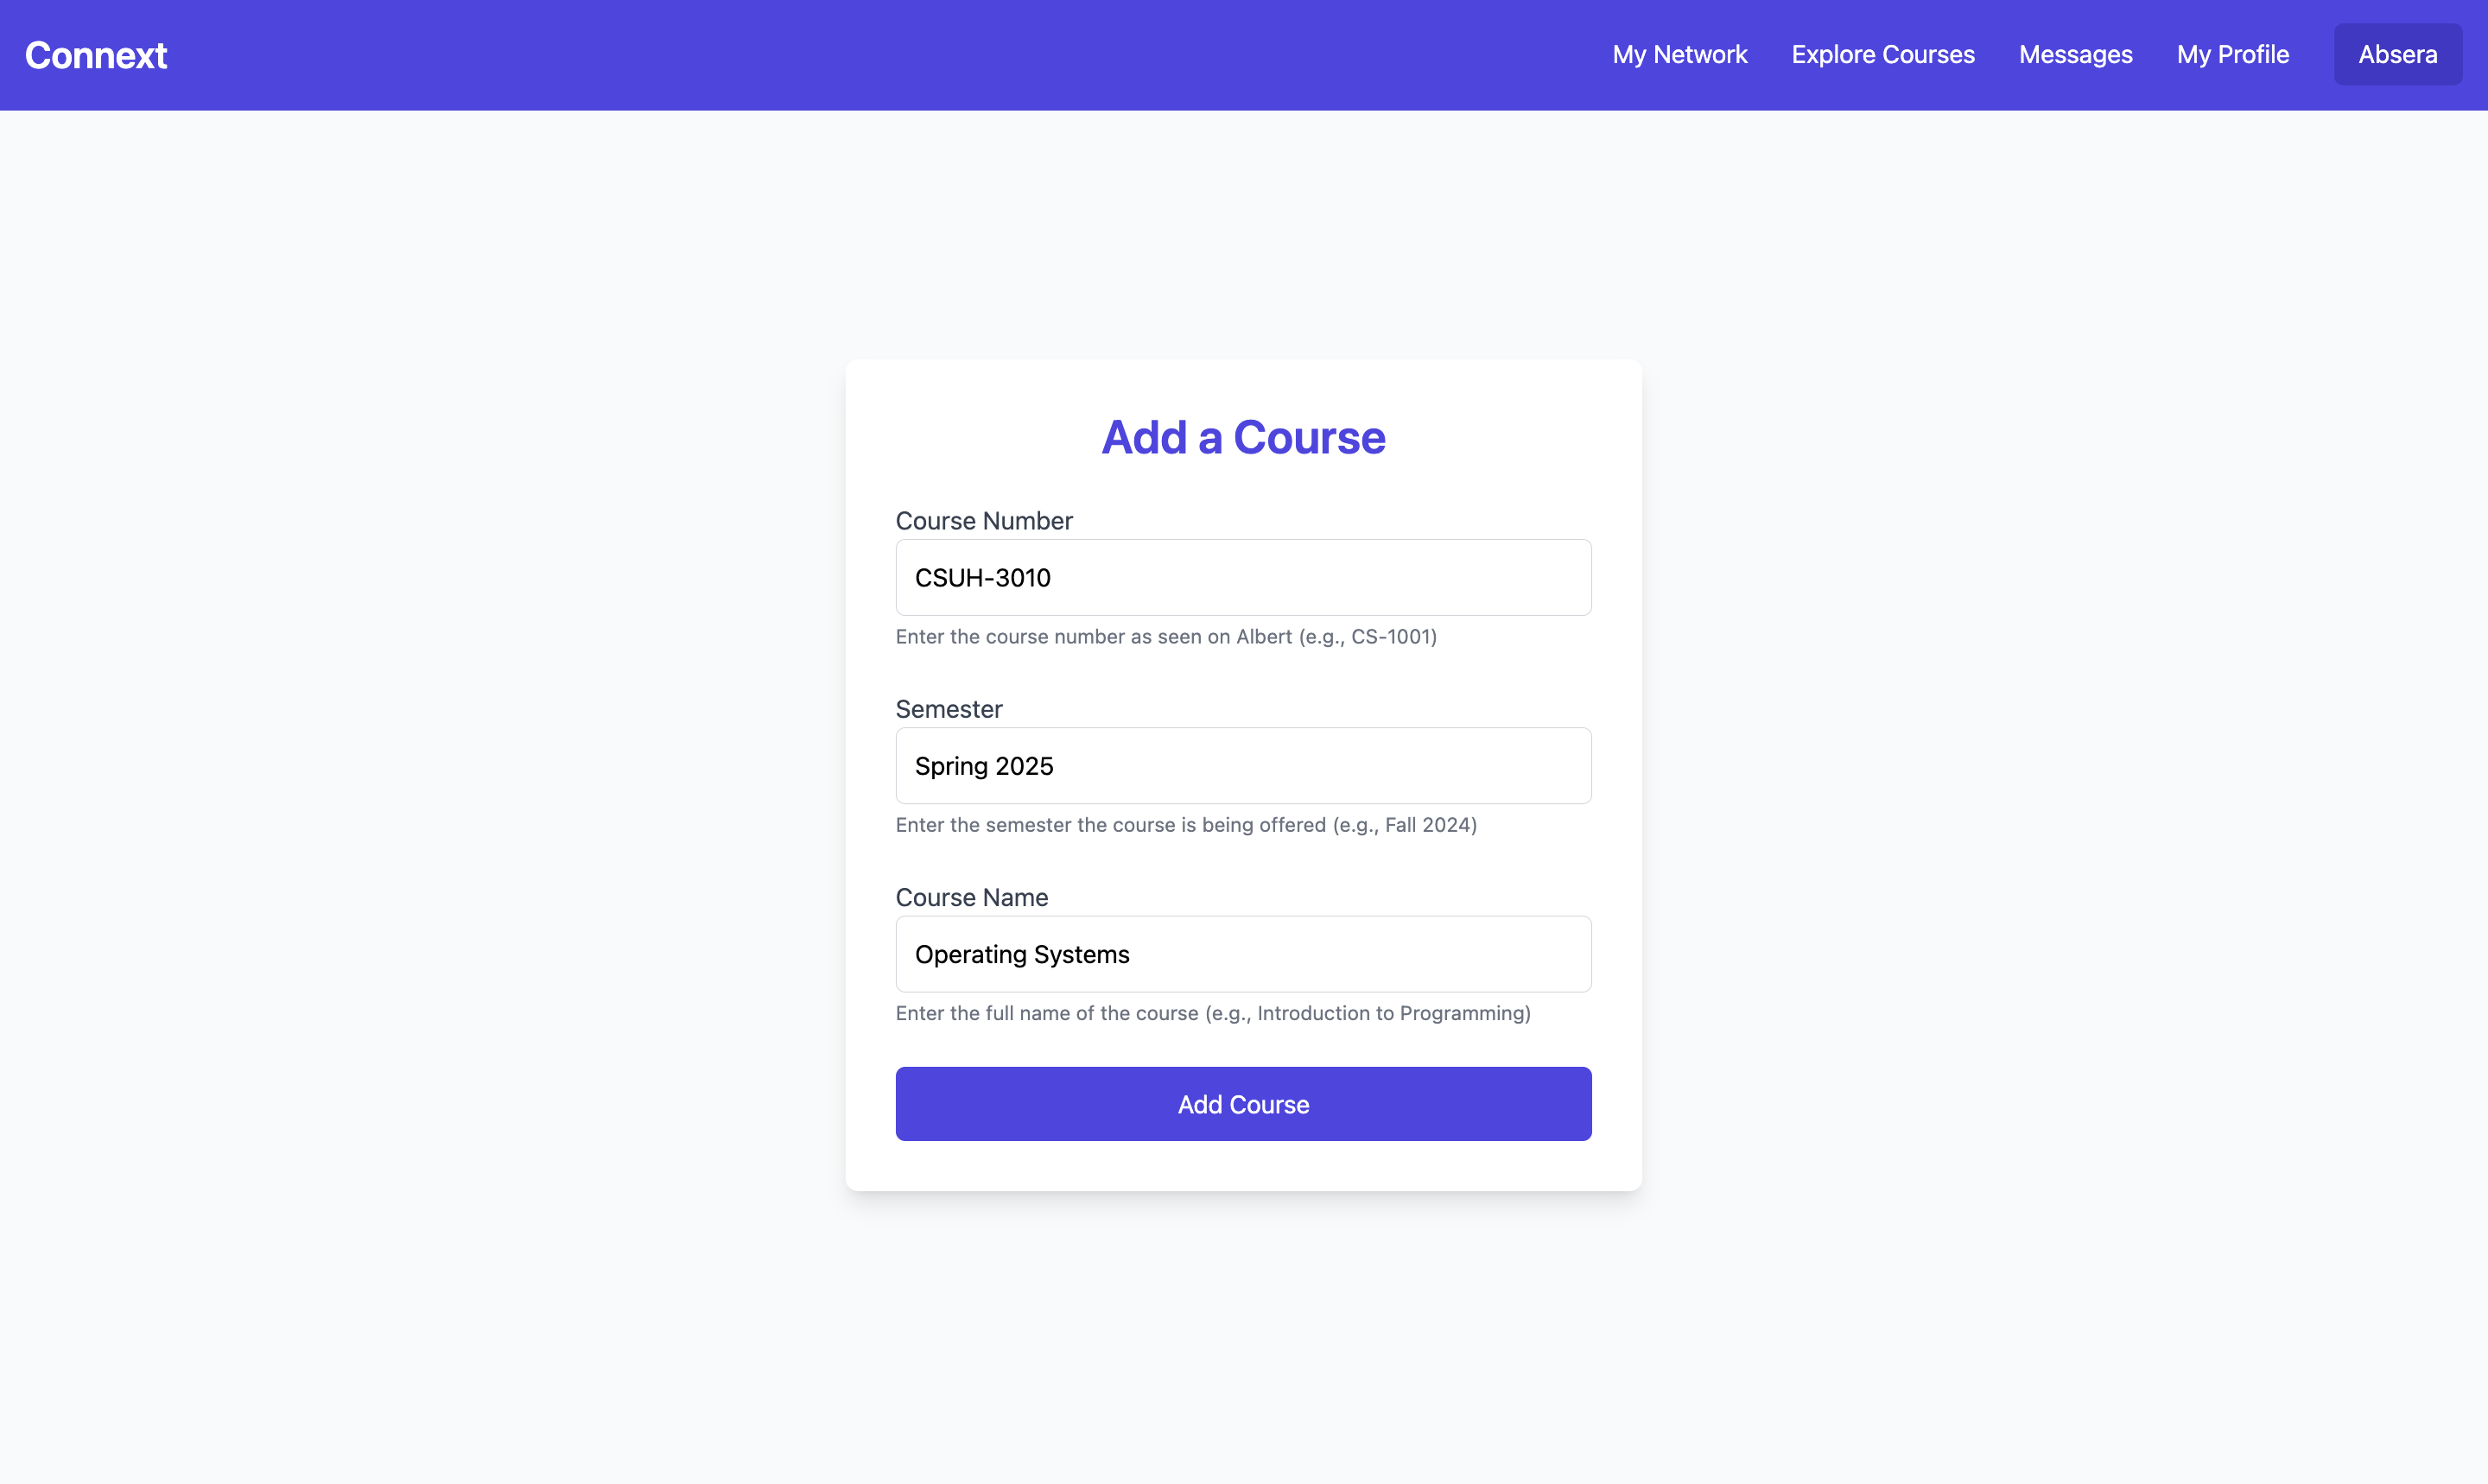 Connext
My Network Explore Courses Messages My Profile Absera
Add a Course
Course Number
CSUH-3010
Enter the course number as seen on Albert (e.g., CS-1001)
Semester
Spring 2025
Enter the semester the course is being offered (e.g., Fall 2024)
Course Name
Operating Systems
Enter the full name of the course (e.g., Introduction to Programming)
Add Course